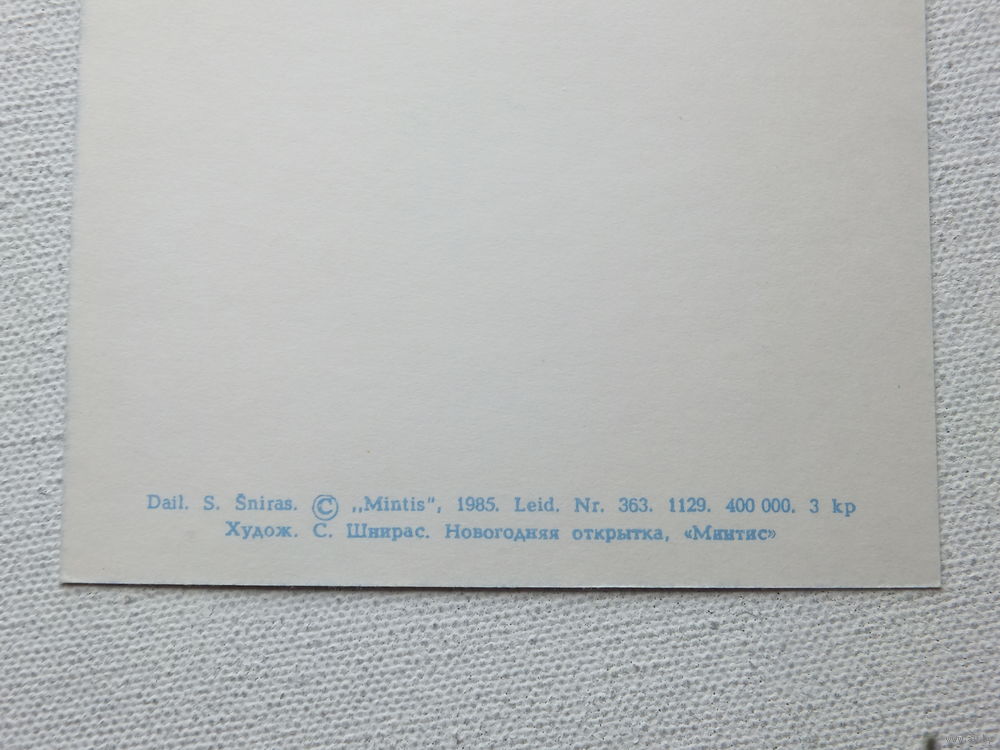 Dail. S. Šniras. © ,,Mintis", 1985. Leid. Nr. 363. 1129. 400 000. 3 kp
Худож. С. Шнирас. Новогодняя открытка, «Минтис»